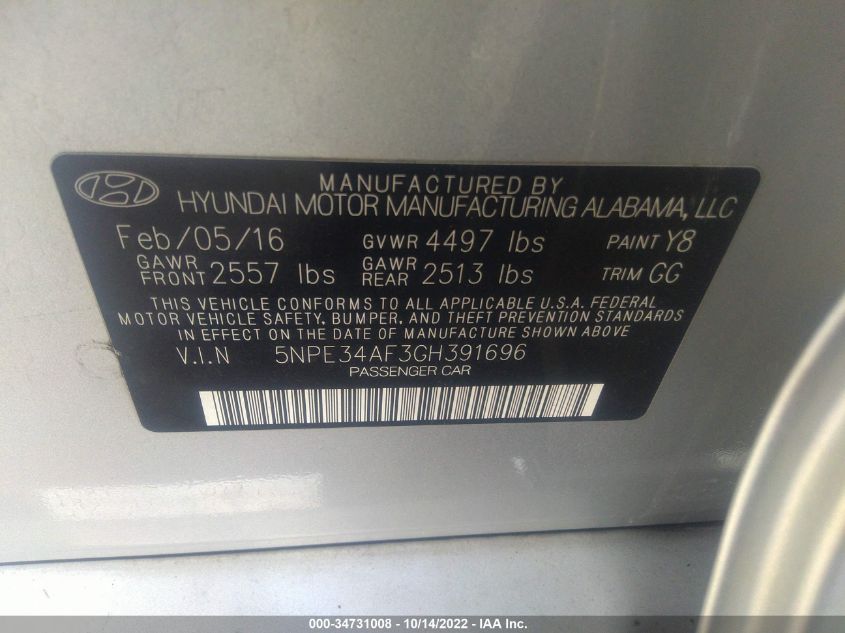 MANUFACTURED BY
HYUNDAI MOTOR MANUFACTURING ALABAMA, LLC
Feb/05/16 GVWR 4497 lbs PAINT Y8
GAWR FRONT 2557 lbs GAWR REAR 2513 lbs TRIM GG
THIS VEHICLE CONFORMS TO ALL APPLICABLE U.S.A. FEDERAL
MOTOR VEHICLE SAFETY, BUMPER, AND THEFT PREVENTION STANDARDS
IN EFFECT ON THE DATE OF MANUFACTURE SHOWN ABOVE
V.I.N 5NPE34AF3GH391696
PASSENGER CAR
000-34731008 | 10/14/2022 - IAA Inc.